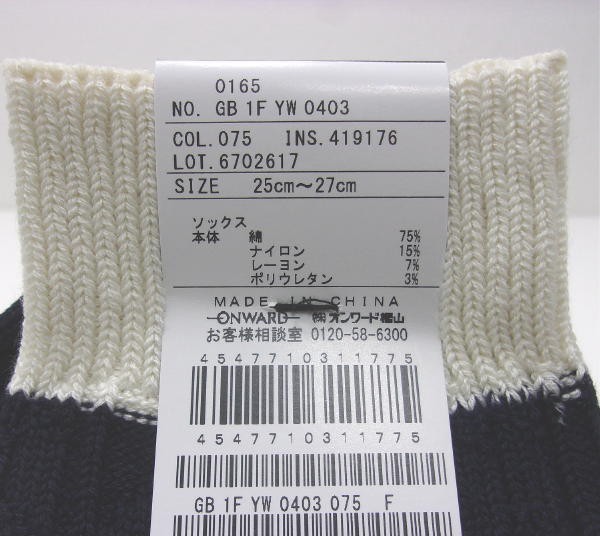 0165
NO. GB 1F YW 0403
COL.075 INS.419176
LOT.6702617
SIZE 25cm～27cm
ソックス
本体 綿 75%
ナイロン 15%
レーヨン 7%
ポリウレタン 3%
MADE IN CHINA
ONWARD ㈱オンワード樫山
お客様相談室 0120-58-6300
4547710311775
4547710311775
GB 1F YW 0403 075 F